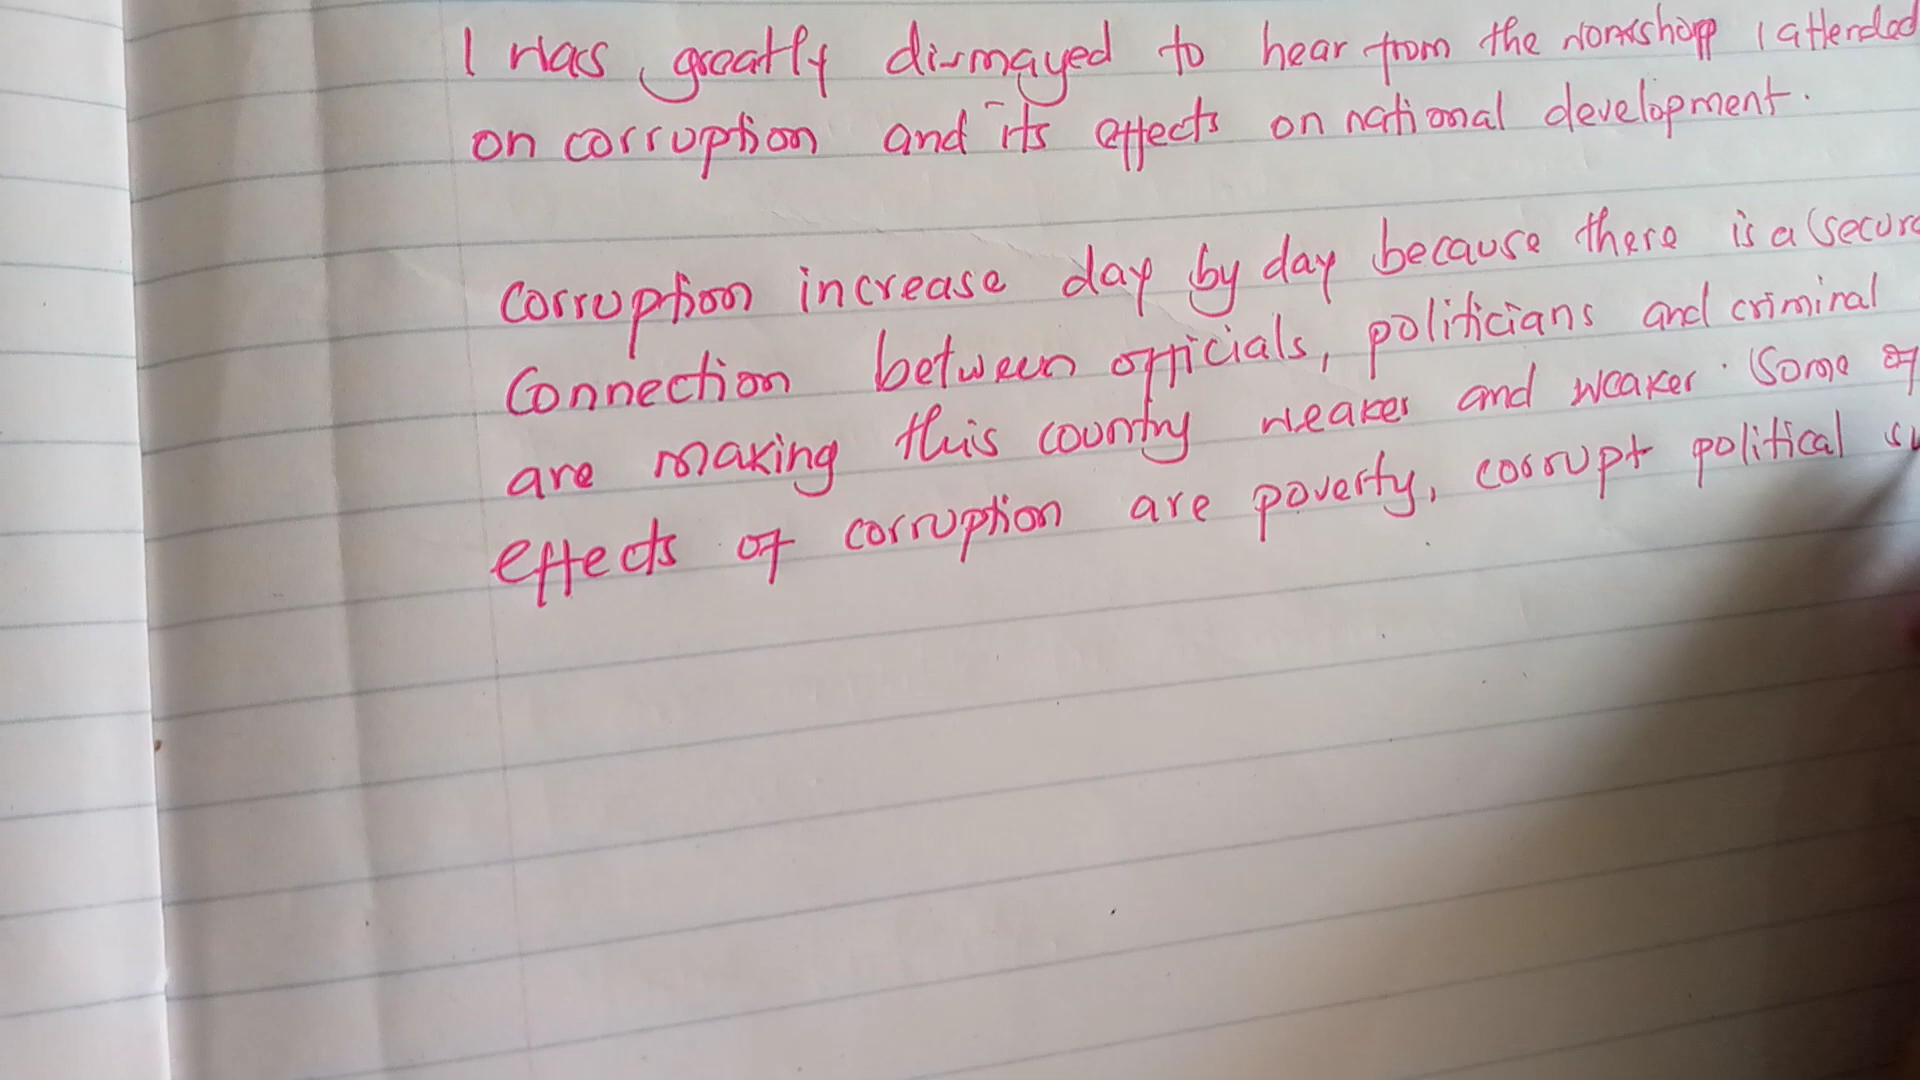 I was greatly dismayed to hear from the workshop I attended
on corruption and its effects on national development.
Corruption increase day by day because there is a secure
Connection between officials, politicians and criminal
are making this country weaker and weaker. Some of
effects of corruption are poverty, corrupt political